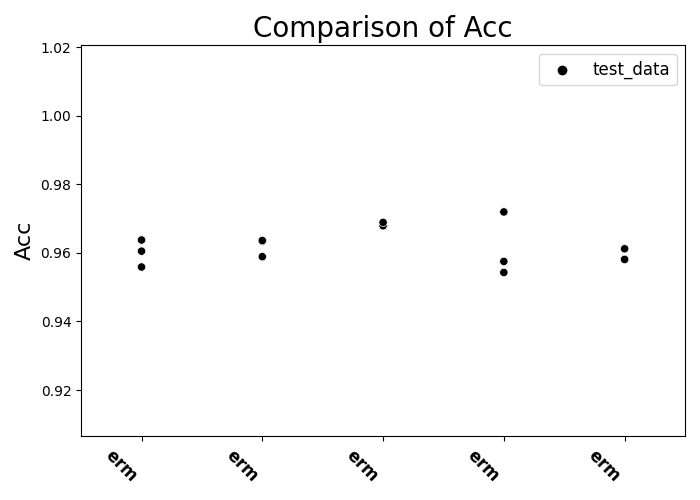 Comparison of Acc
1.02
1.00
0.98
0.96
0.94
0.92
Acc
test_data
erm
erm
erm
erm
erm